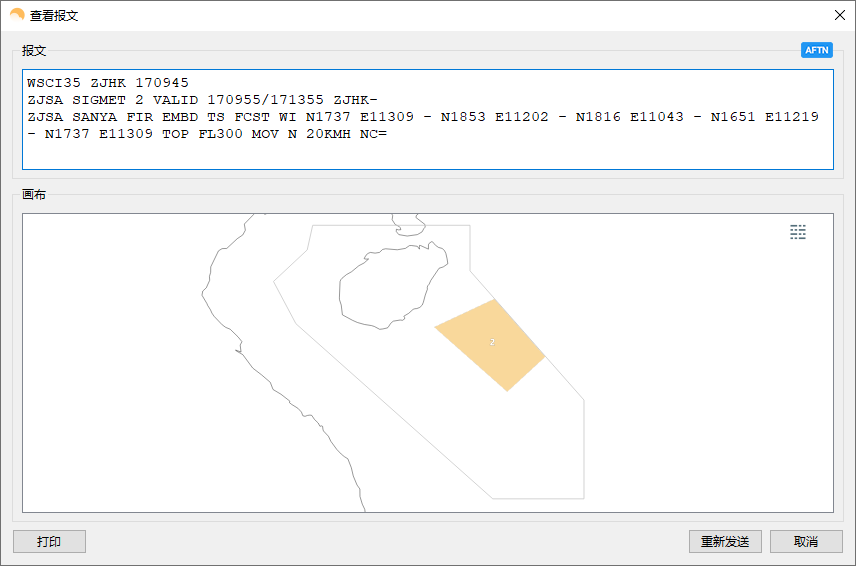 查看报文
报文
AFTN
WSCI35 ZJHK 170945
ZJSA SIGMET 2 VALID 170955/171355 ZJHK-
ZJSA SANYA FIR EMBD TS FCST WI N1737 E11309 - N1853 E11202 - N1816 E11043 - N1651 E11219
- N1737 E11309 TOP FL300 MOV N 20KMH NC=
画布
2
打印
重新发送
取消